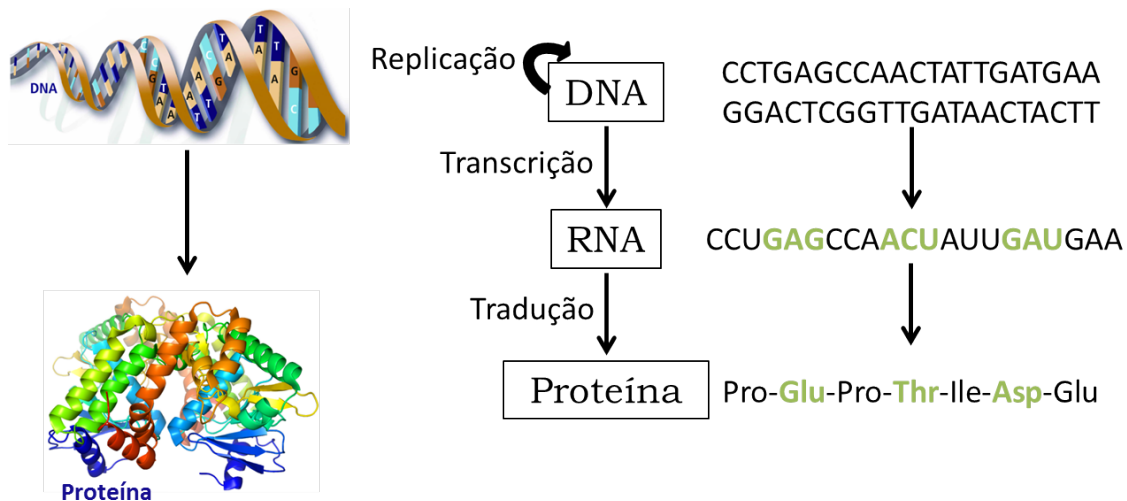 DNA
Proteína
Replicação
DNA
Transcrição
RNA
Tradução
Proteína
CCTGAGCCAACTATTGATGAA
GGACTCGGTTGATAACTACTT
CCUGAGCCAACUAUUGAUGAA
Pro-Glu-Pro-Thr-Ile-Asp-Glu